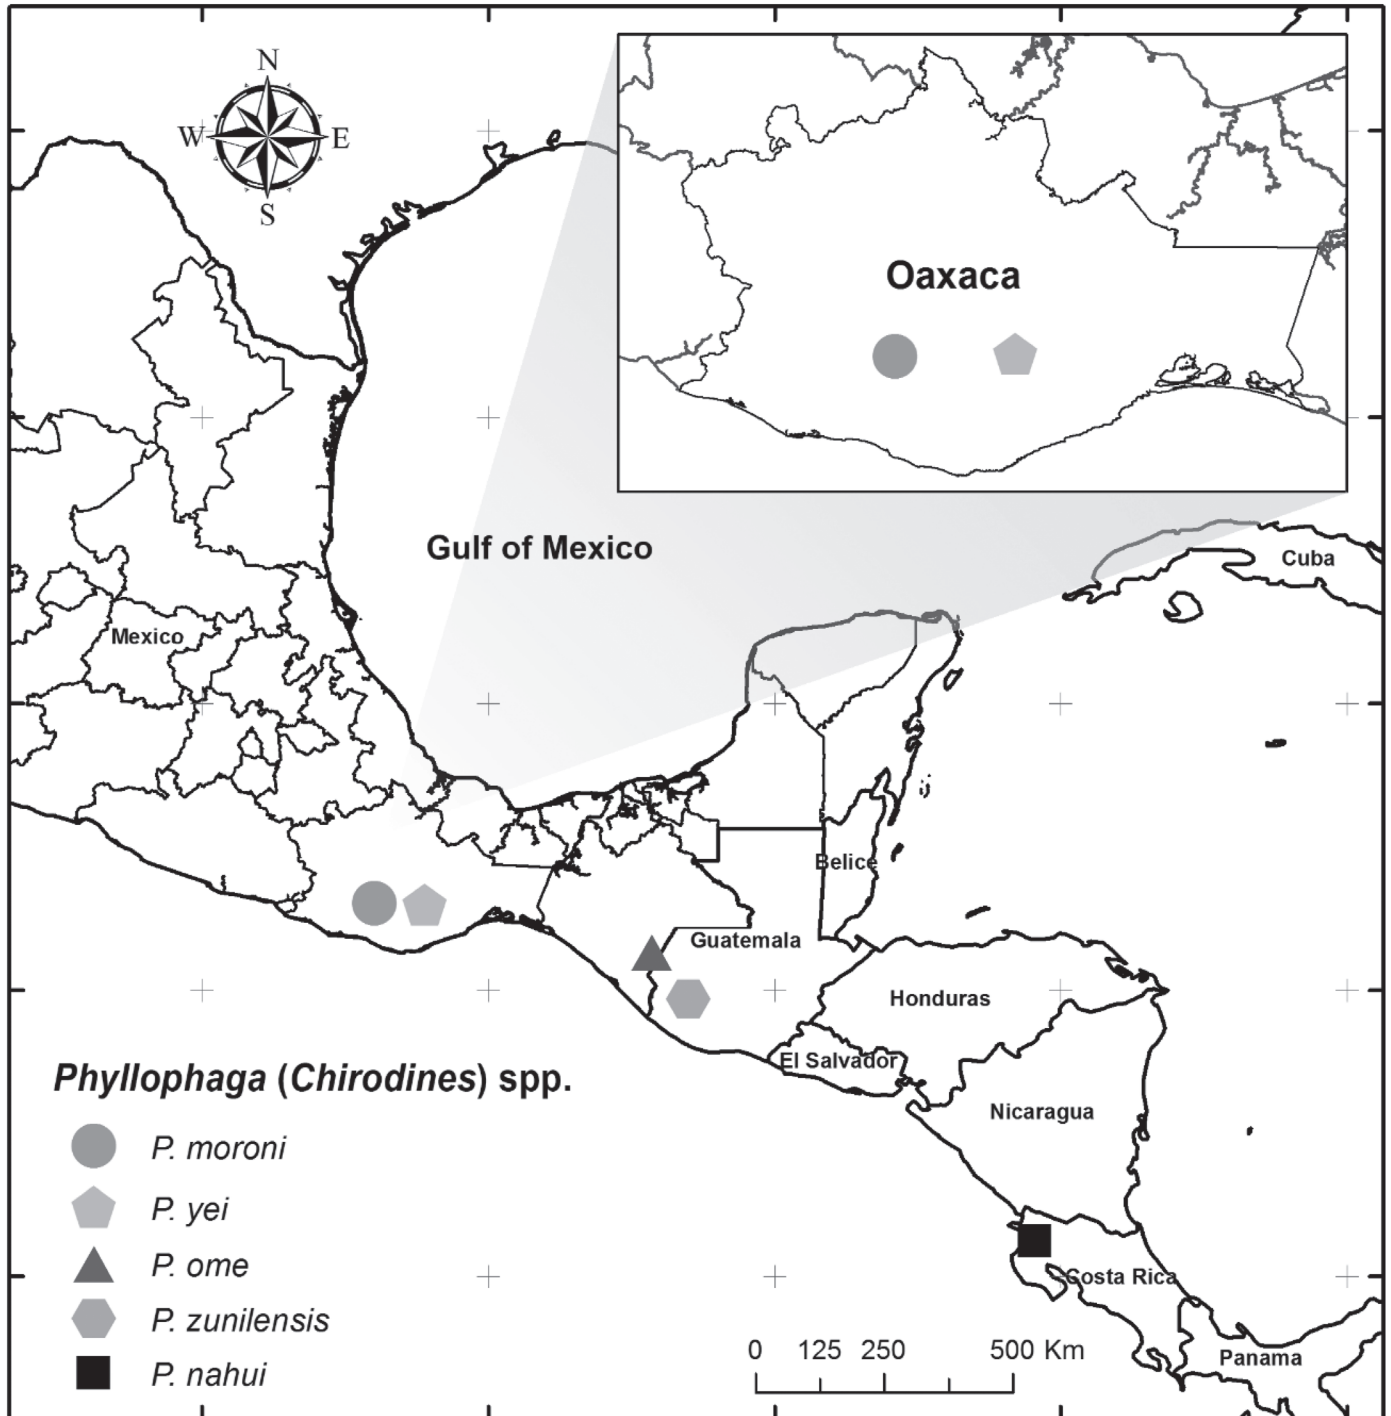 N
W E
S
Oaxaca
Gulf of Mexico
Cuba
Mexico
Belice
Guatemala
Honduras
El Salvador
Nicaragua
Costa Rica
Panama
Phyllophaga (Chirodines) spp.
P. moroni
P. yei
P. ome
P. zunilensis
P. nahui
0 125 250 500 Km